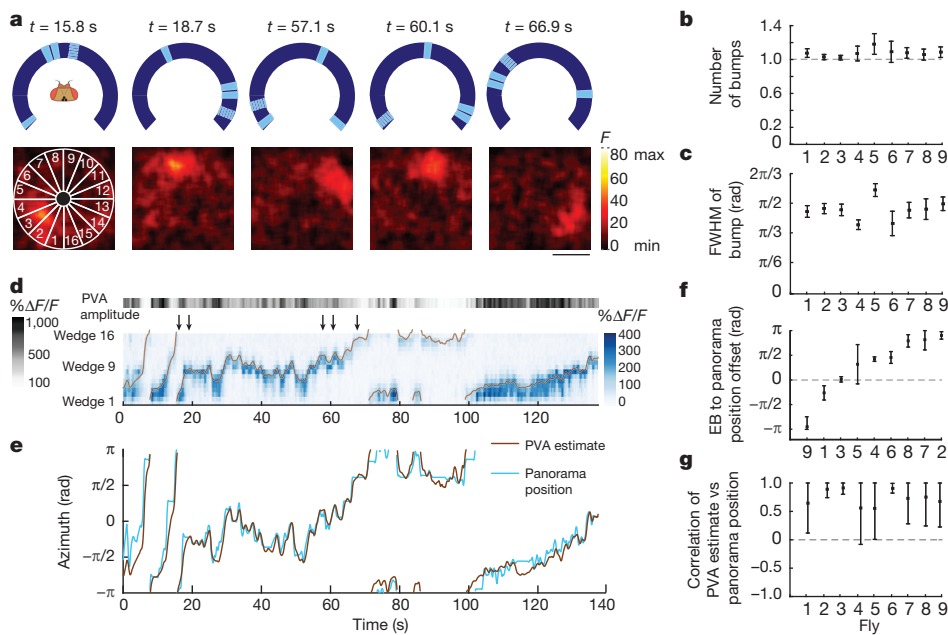 a
t = 15.8 s
t = 18.7 s
t = 57.1 s
t = 60.1 s
t = 66.9 s
1 2 3 4 5 6 7 8 9 10 11 12 13 14 15 16
F
80 max
60
40
20
0 min
b
Number
of bumps
1.4
1.2
1.0
0.8
0.6
1 2 3 4 5 6 7 8 9
c
FWHM of
bump (rad)
2π/3
π/2
π/3
π/6
0
1 2 3 4 5 6 7 8 9
d
%ΔF/F
1,000
500
100
PVA
amplitude
Wedge 16
Wedge 9
Wedge 1
0 20 40 60 80 100 120
%ΔF/F
400
300
200
100
0
e
PVA estimate
Panorama
position
Azimuth (rad)
π
π/2
0
−π/2
−π
0 20 40 60 80 100 120 140
Time (s)
f
EB to panorama
position offset (rad)
π
π/2
0
−π/2
−π
9 1 3 5 4 6 8 7 2
g
Correlation of
PVA estimate vs
panorama position
1.0
0.5
0
−0.5
−1.0
1 2 3 4 5 6 7 8 9
Fly